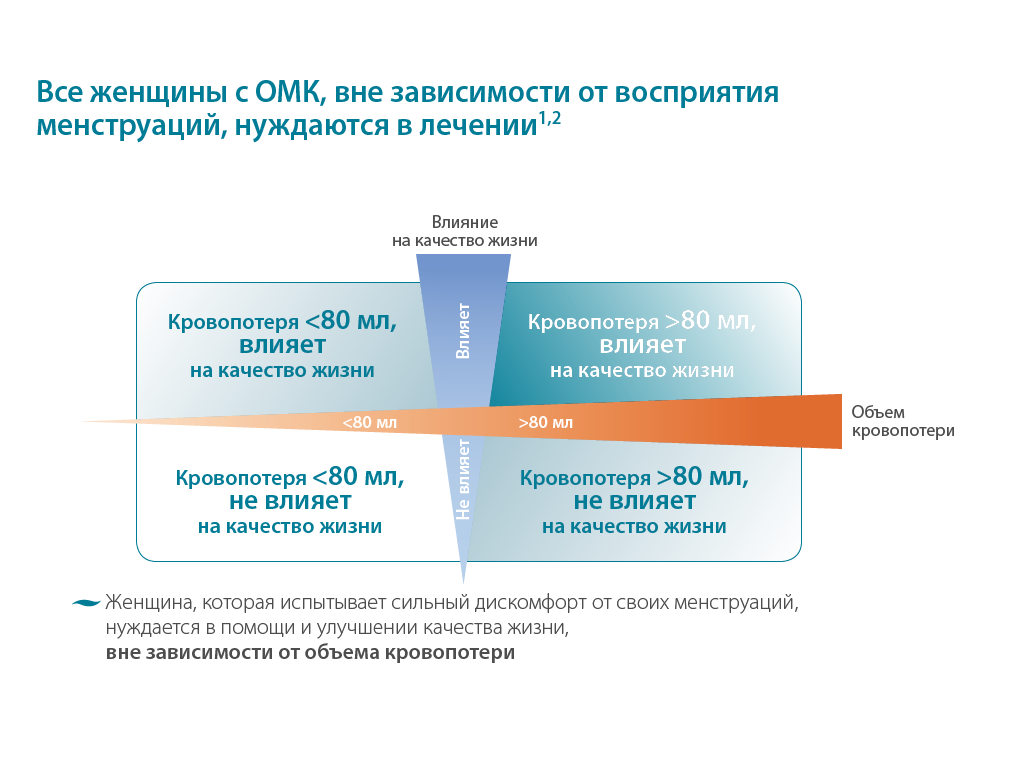 Все женщины с ОМК, вне зависимости от восприятия
менструаций, нуждаются в лечении1,2
Влияние
на качество жизни
Кровопотеря <80 мл,
влияет
на качество жизни
Влияет
Кровопотеря >80 мл,
влияет
на качество жизни
<80 мл
>80 мл
Объем
кровопотери
Кровопотеря <80 мл,
не влияет
на качество жизни
Не влияет
Кровопотеря >80 мл,
не влияет
на качество жизни
Женщина, которая испытывает сильный дискомфорт от своих менструаций,
нуждается в помощи и улучшении качества жизни,
вне зависимости от объема кровопотери